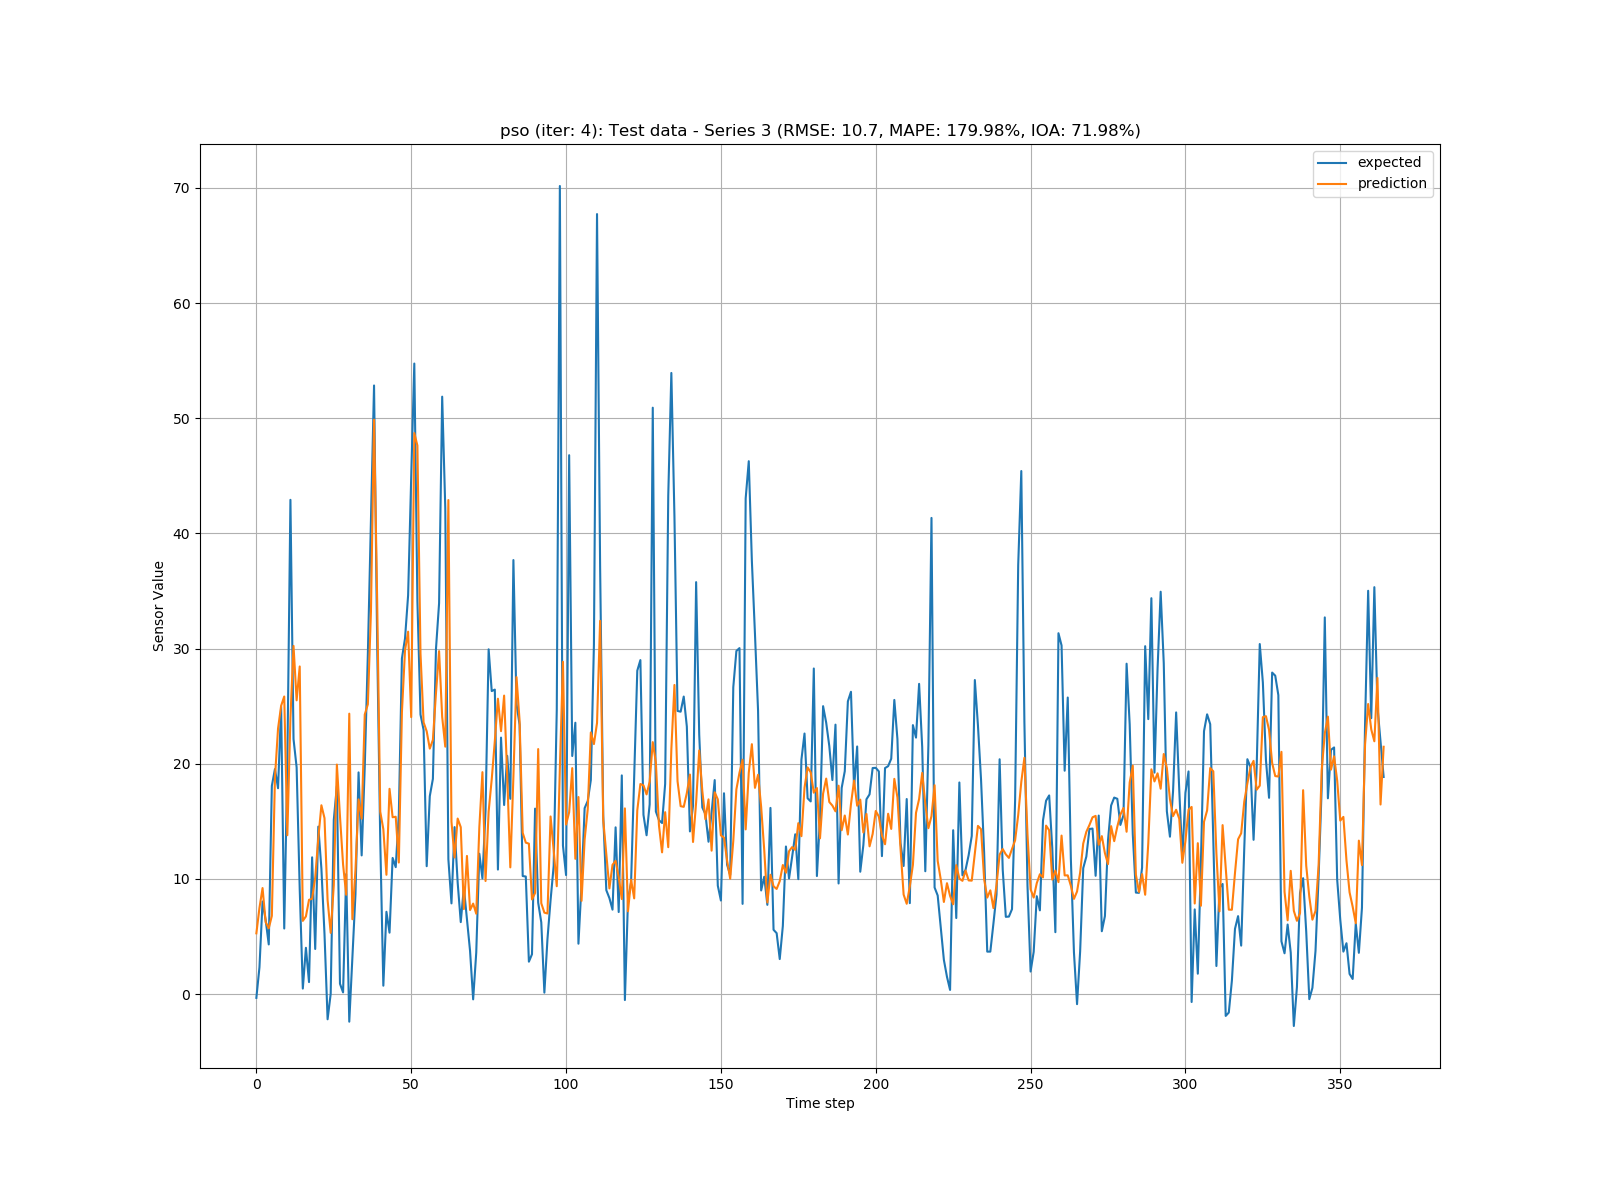 pso (iter: 4): Test data - Series 3 (RMSE: 10.7, MAPE: 179.98%, IOA: 71.98%)
expected
prediction
70
60
50
40
30
20
10
0
Sensor Value
0 50 100 150 200 250 300 350
Time step